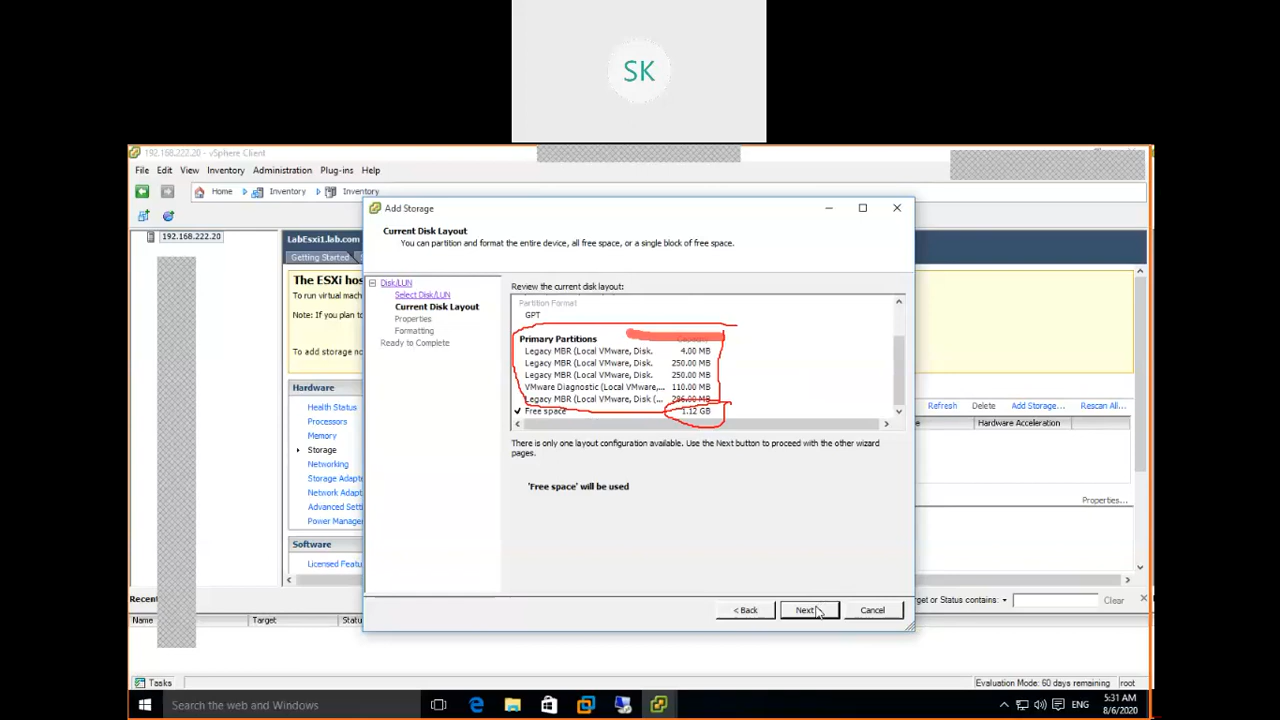 SK
192.168.222.20 - vSphere Client
File Edit View Inventory Administration Plug-ins Help
Home Inventory Inventory
192.168.222.20
LabEsxi1.lab.com
Getting Started
The ESXi hos
To run virtual mach
Note: If you plan to
To add storage no
Hardware
Health Status
Processors
Memory
Storage
Networking
Storage Adapt
Network Adapt
Advanced Setti
Power Manager
Software
Licensed Featu
Add Storage
Current Disk Layout
You can partition and format the entire device, all free space, or a single block of free space.
Disk/LUN
Select Disk/LUN
Current Disk Layout
Properties
Formatting
Ready to Complete
Review the current disk layout:
Partition Format
GPT
Primary Partitions Capacity
Legacy MBR (Local VMware, Disk. 4.00 MB
Legacy MBR (Local VMware, Disk. 250.00 MB
Legacy MBR (Local VMware, Disk. 250.00 MB
VMware Diagnostic (Local VMware,... 110.00 MB
Legacy MBR (Local VMware, Disk (... 286.00 MB
Free space 1.12 GB
There is only one layout configuration available. Use the Next button to proceed with the other wizard
pages.
'Free space' will be used
< Back Next Cancel
Refresh Delete Add Storage... Rescan All...
Hardware Acceleration
Properties...
Recent
or Status contains: Clear
Name Target Statu
Tasks
Evaluation Mode: 60 days remaining root
Search the web and Windows
ENG
5:31 AM
8/6/2020